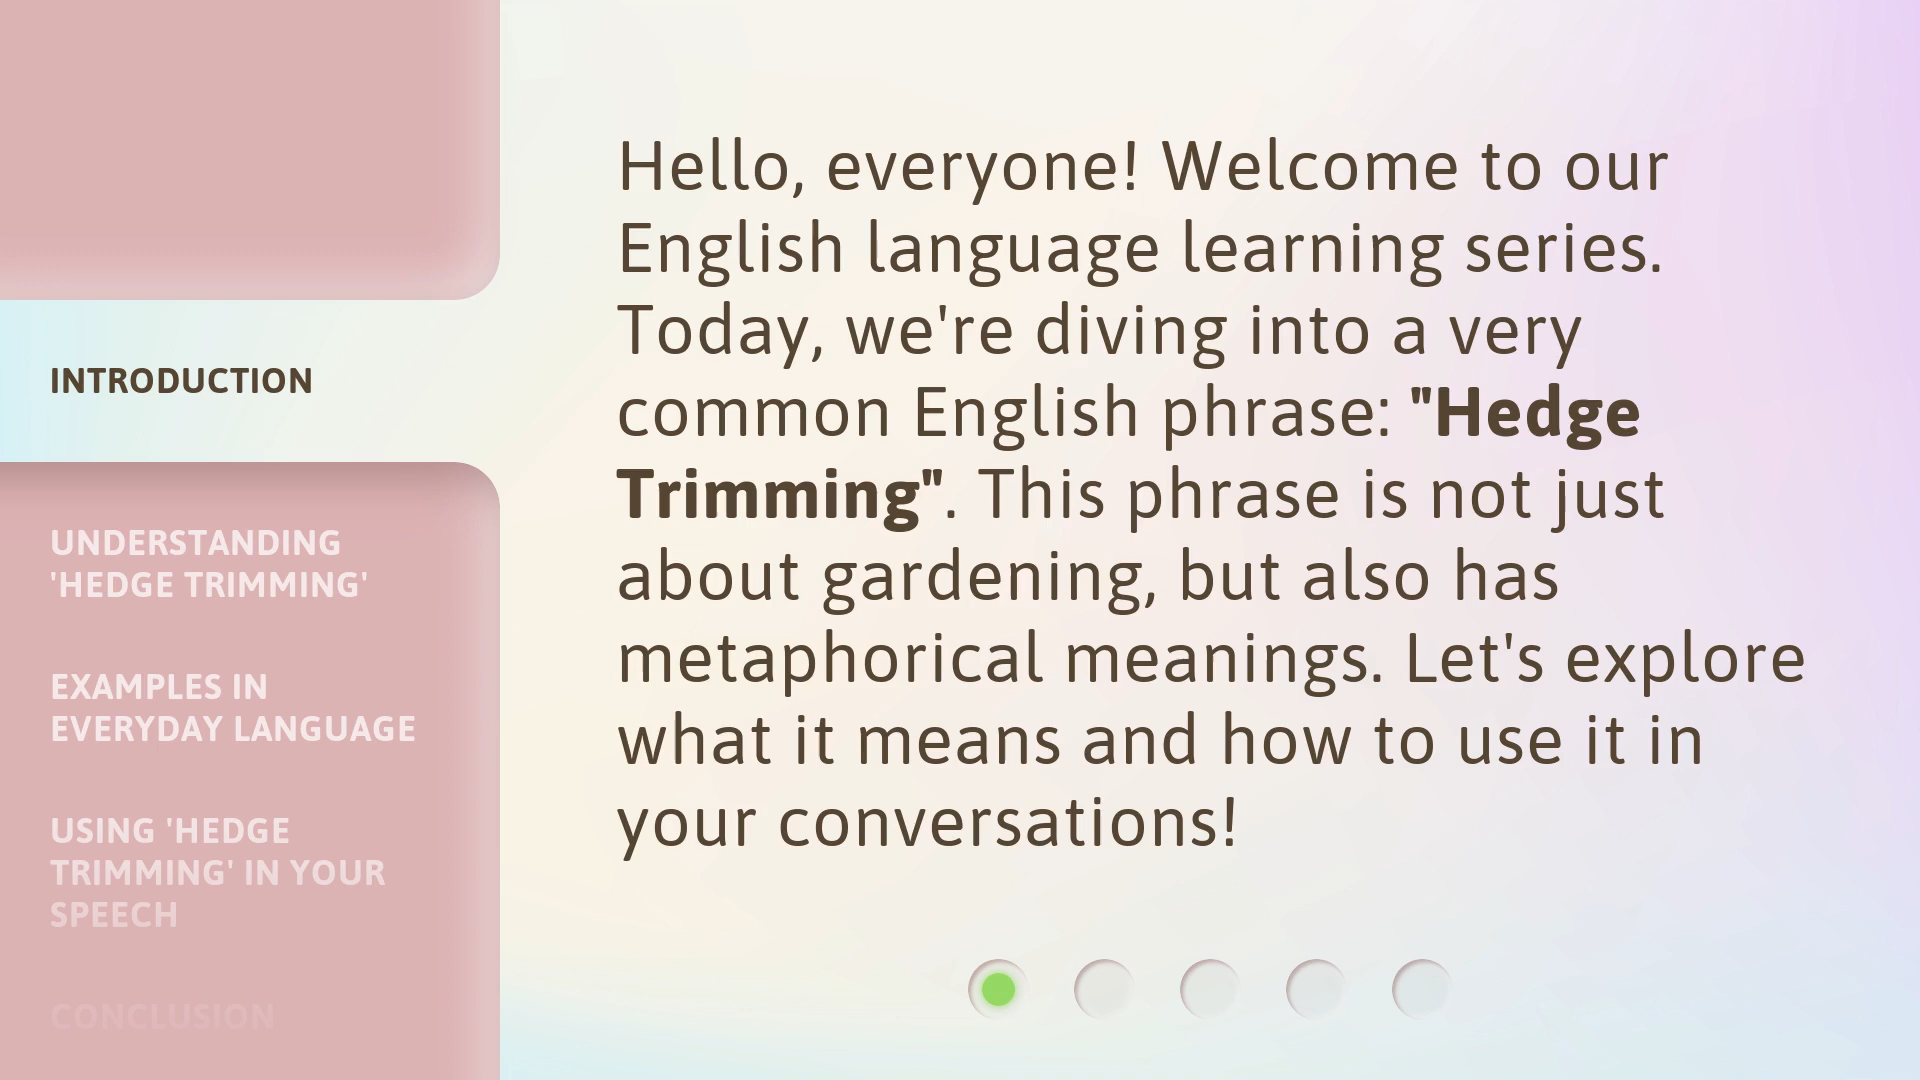 INTRODUCTION
UNDERSTANDING
'HEDGE TRIMMING'
EXAMPLES IN
EVERYDAY LANGUAGE
USING 'HEDGE
TRIMMING' IN YOUR
SPEECH
CONCLUSION
Hello, everyone! Welcome to our
English language learning series.
Today, we're diving into a very
common English phrase: "Hedge
Trimming". This phrase is not just
about gardening, but also has
metaphorical meanings. Let's explore
what it means and how to use it in
your conversations!